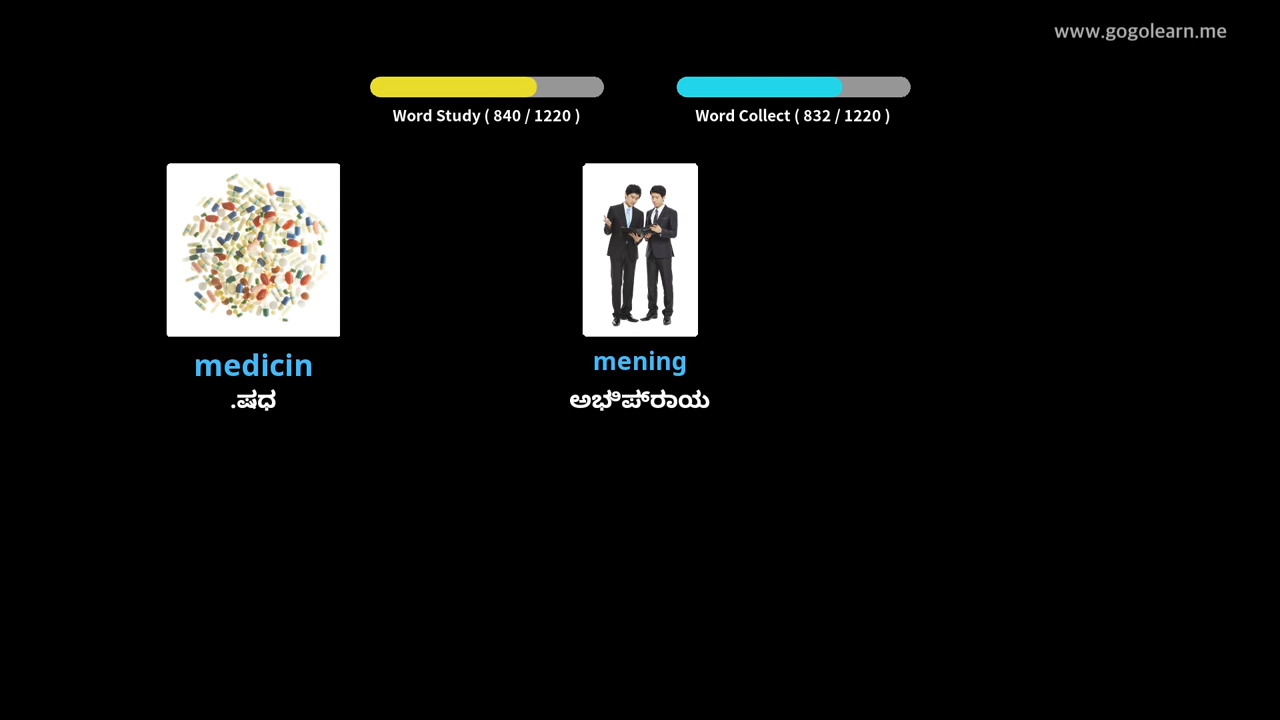 www.gogolearn.me
Word Study ( 840 / 1220 )
Word Collect ( 832 / 1220 )
medicin
mening
.ಷಧ
ಅಭಿಪ್ರಾಯ